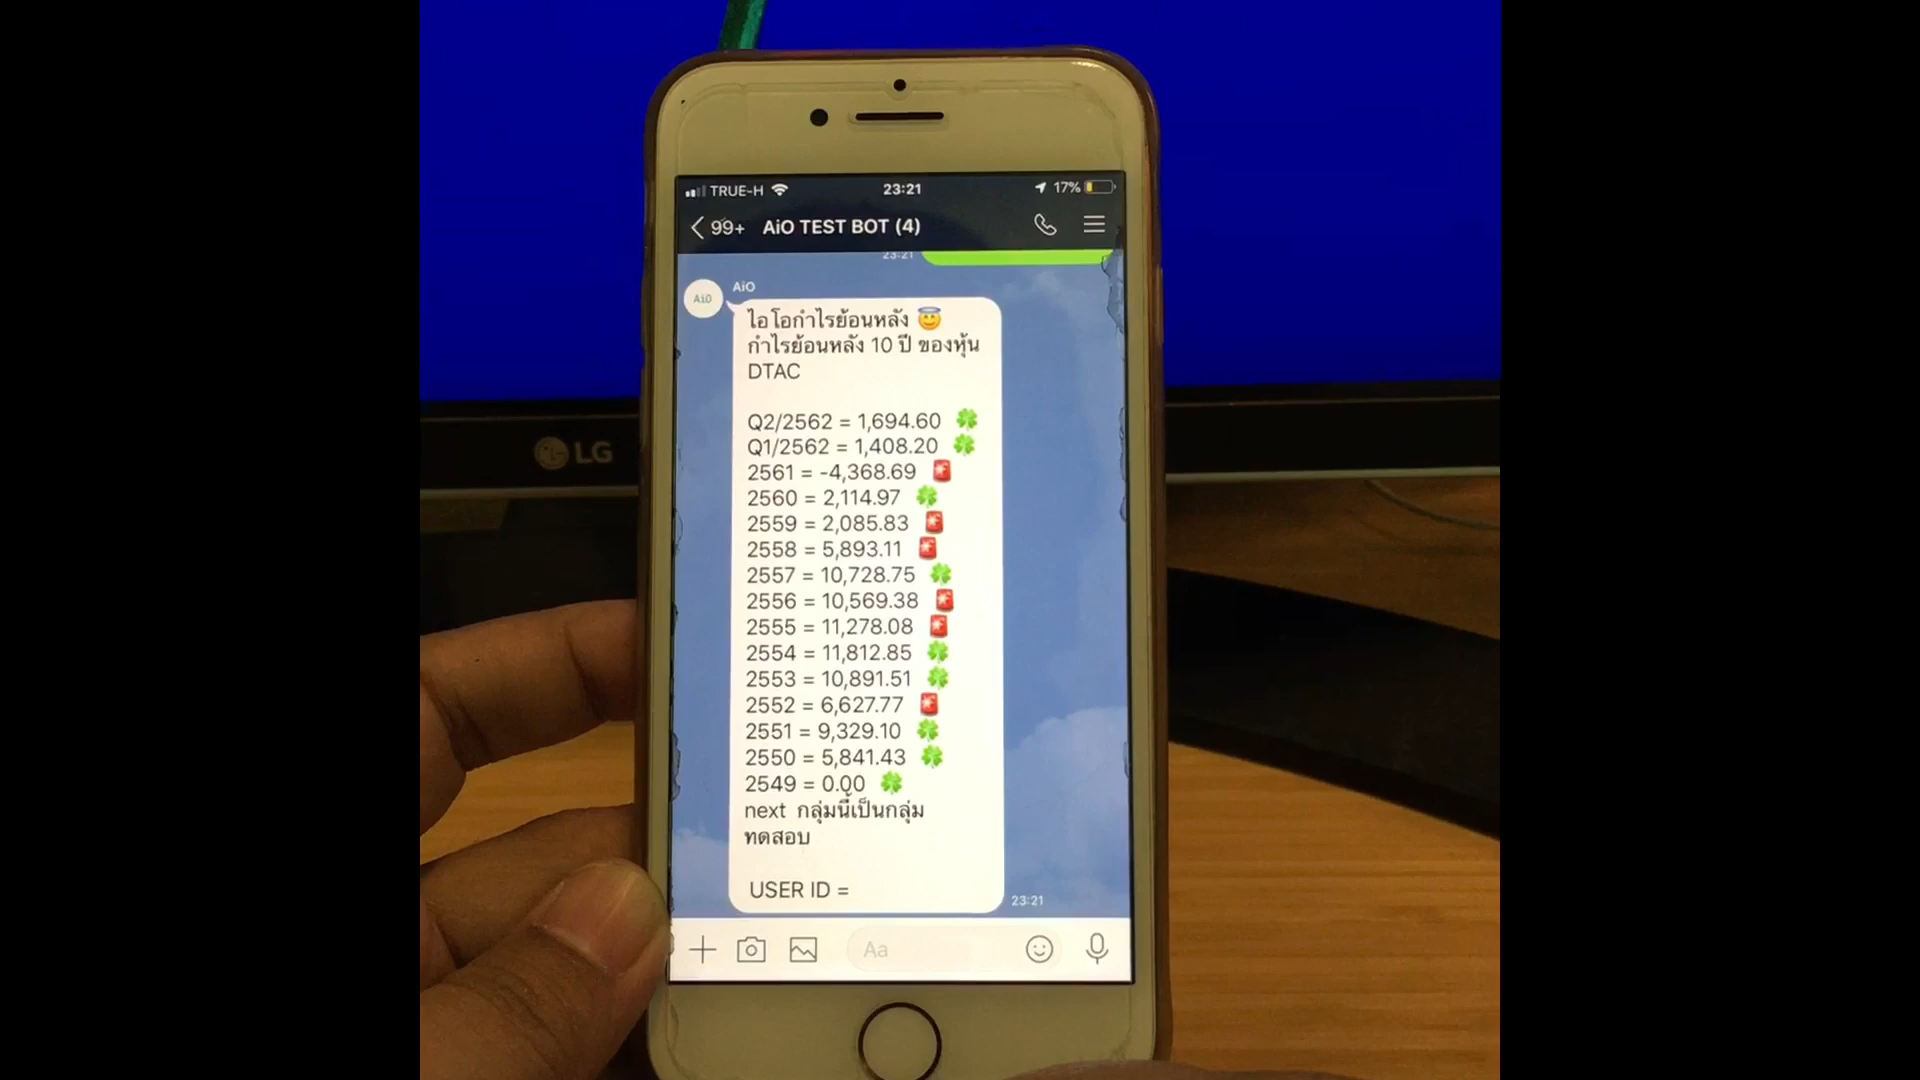 TRUE-H 23:21 17%
99+ AiO TEST BOT (4)
23:21
AiO
AiO
ไอโอกำไรย้อนหลัง 😇
กำไรย้อนหลัง 10 ปี ของหุ้น
DTAC
Q2/2562 = 1,694.60 🍀
Q1/2562 = 1,408.20 🍀
2561 = -4,368.69 🚨
2560 = 2,114.97 🍀
2559 = 2,085.83 🚨
2558 = 5,893.11 🚨
2557 = 10,728.75 🍀
2556 = 10,569.38 🚨
2555 = 11,278.08 🚨
2554 = 11,812.85 🍀
2553 = 10,891.51 🍀
2552 = 6,627.77 🚨
2551 = 9,329.10 🍀
2550 = 5,841.43 🍀
2549 = 0.00 🍀
next กลุ่มนี้เป็นกลุ่ม
ทดสอบ
USER ID =
23:21
Aa
LG